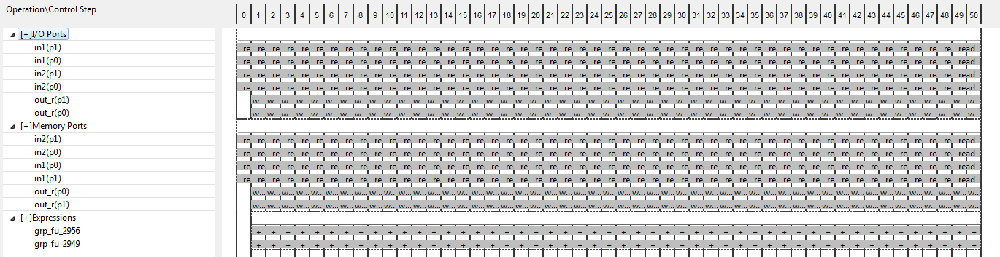 Operation\Control Step 0 1 2 3 4 5 6 7 8 9 10 11 12 13 14 15 16 17 18 19 20 21 22 23 24 25 26 27 28 29 30 31 32 33 34 35 36 37 38 39 40 41 42 43 44 45 46 47 48 49 50
[+]I/O Ports
in1(p1) re re re re re re re re re re re re re re re re re re re re re re re re re re re re re re re re re re re re re re re re re re re re re re re re re read
in1(p0) re re re re re re re re re re re re re re re re re re re re re re re re re re re re re re re re re re re re re re re re re re re re re re re re re read
in2(p1) re re re re re re re re re re re re re re re re re re re re re re re re re re re re re re re re re re re re re re re re re re re re re re re re re read
in2(p0) re re re re re re re re re re re re re re re re re re re re re re re re re re re re re re re re re re re re re re re re re re re re re re re re re read
out_r(p1) w... w... w... w... w... w... w... w... w... w... w... w... w... w... w... w... w... w... w... w... w... w... w... w... w... w... w... w... w... w... w... w... w... w... w... w... w... w... w... w... w... w... w... w... w... w... w... w... w... w...
out_r(p0) w... w... w... w... w... w... w... w... w... w... w... w... w... w... w... w... w... w... w... w... w... w... w... w... w... w... w... w... w... w... w... w... w... w... w... w... w... w... w... w... w... w... w... w... w... w... w... w... w... w...
[+]Memory Ports
in2(p1) re re re re re re re re re re re re re re re re re re re re re re re re re re re re re re re re re re re re re re re re re re re re re re re re re read
in2(p0) re re re re re re re re re re re re re re re re re re re re re re re re re re re re re re re re re re re re re re re re re re re re re re re re re read
in1(p0) re re re re re re re re re re re re re re re re re re re re re re re re re re re re re re re re re re re re re re re re re re re re re re re re re read
in1(p1) re re re re re re re re re re re re re re re re re re re re re re re re re re re re re re re re re re re re re re re re re re re re re re re re re read
out_r(p0) w... w... w... w... w... w... w... w... w... w... w... w... w... w... w... w... w... w... w... w... w... w... w... w... w... w... w... w... w... w... w... w... w... w... w... w... w... w... w... w... w... w... w... w... w... w... w... w... w... w...
out_r(p1) w... w... w... w... w... w... w... w... w... w... w... w... w... w... w... w... w... w... w... w... w... w... w... w... w... w... w... w... w... w... w... w... w... w... w... w... w... w... w... w... w... w... w... w... w... w... w... w... w... w...
[+]Expressions
grp_fu_2956 + + + + + + + + + + + + + + + + + + + + + + + + + + + + + + + + + + + + + + + + + + + + + + + + + +
grp_fu_2949 + + + + + + + + + + + + + + + + + + + + + + + + + + + + + + + + + + + + + + + + + + + + + + + + + +